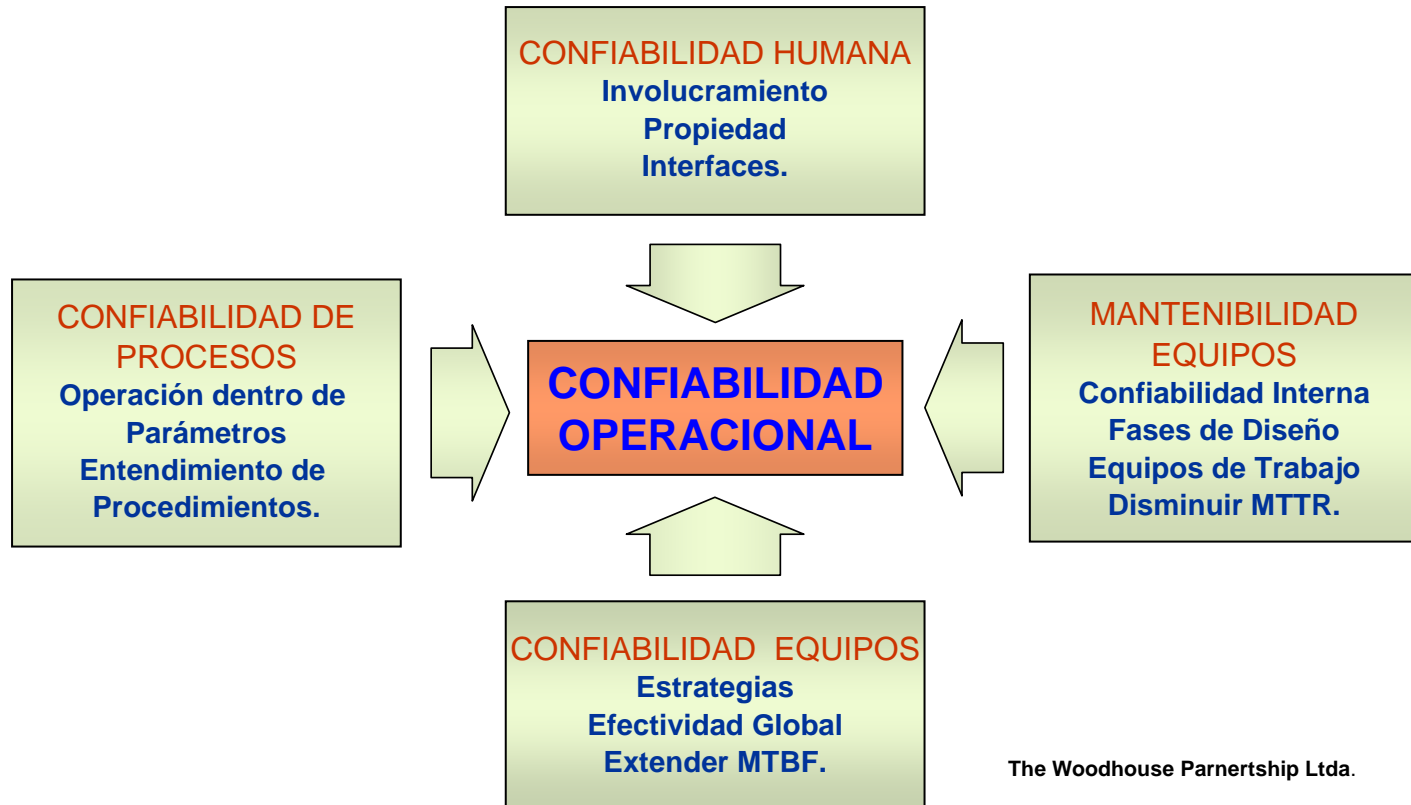 CONFIABILIDAD HUMANA
Involucramiento
Propiedad
Interfaces.
CONFIABILIDAD DE
PROCESOS
Operación dentro de
Parámetros
Entendimiento de
Procedimientos.
CONFIABILIDAD
OPERACIONAL
MANTENIBILIDAD
EQUIPOS
Confiabilidad Interna
Fases de Diseño
Equipos de Trabajo
Disminuir MTTR.
CONFIABILIDAD EQUIPOS
Estrategias
Efectividad Global
Extender MTBF.
The Woodhouse Parnertship Ltda.